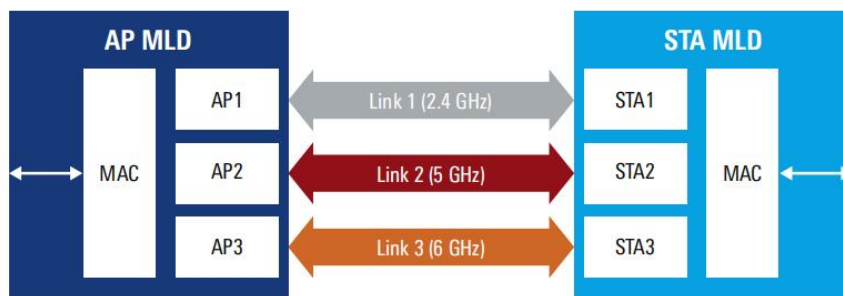 AP MLD
MAC
AP1
AP2
AP3
Link 1 (2.4 GHz)
Link 2 (5 GHz)
Link 3 (6 GHz)
STA MLD
STA1
STA2
STA3
MAC